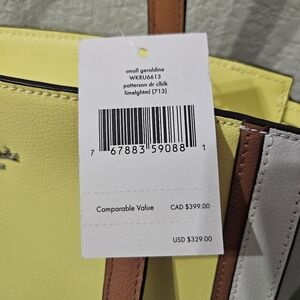 small geraldine
WKRU6613
patterson dr clblk
limelghtml (713)
7 67883 59088 1
Comparable Value CAD $399.00
USD $329.00